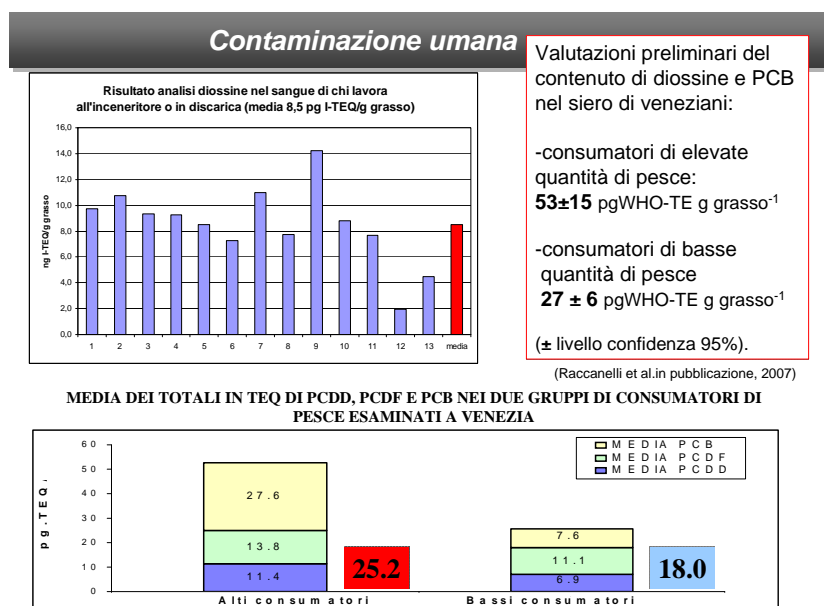 Contaminazione umana
Risultato analisi diossine nel sangue di chi lavora
all'inceneritore o in discarica (media 8,5 pg I-TEQ/g grasso)
ng I-TEQ/g grasso
16,0
14,0
12,0
10,0
8,0
6,0
4,0
2,0
0,0
1 2 3 4 5 6 7 8 9 10 11 12 13 media
Valutazioni preliminari del
contenuto di diossine e PCB
nel siero di veneziani:
-consumatori di elevate
quantità di pesce:
53±15 pgWHO-TE g grasso-1
-consumatori di basse
quantità di pesce
27 ± 6 pgWHO-TE g grasso-1
(± livello confidenza 95%).
(Raccanelli et al.in pubblicazione, 2007)
MEDIA DEI TOTALI IN TEQ DI PCDD, PCDF E PCB NEI DUE GRUPPI DI CONSUMATORI DI
PESCE ESAMINATI A VENEZIA
pg.TEQ.
60
50
40
30
20
10
0
MEDIA PCB
MEDIA PCDF
MEDIA PCDD
27.6
13.8
11.4
25.2
7.6
11.1
6.9
18.0
Alti consumatori Bassi consumatori